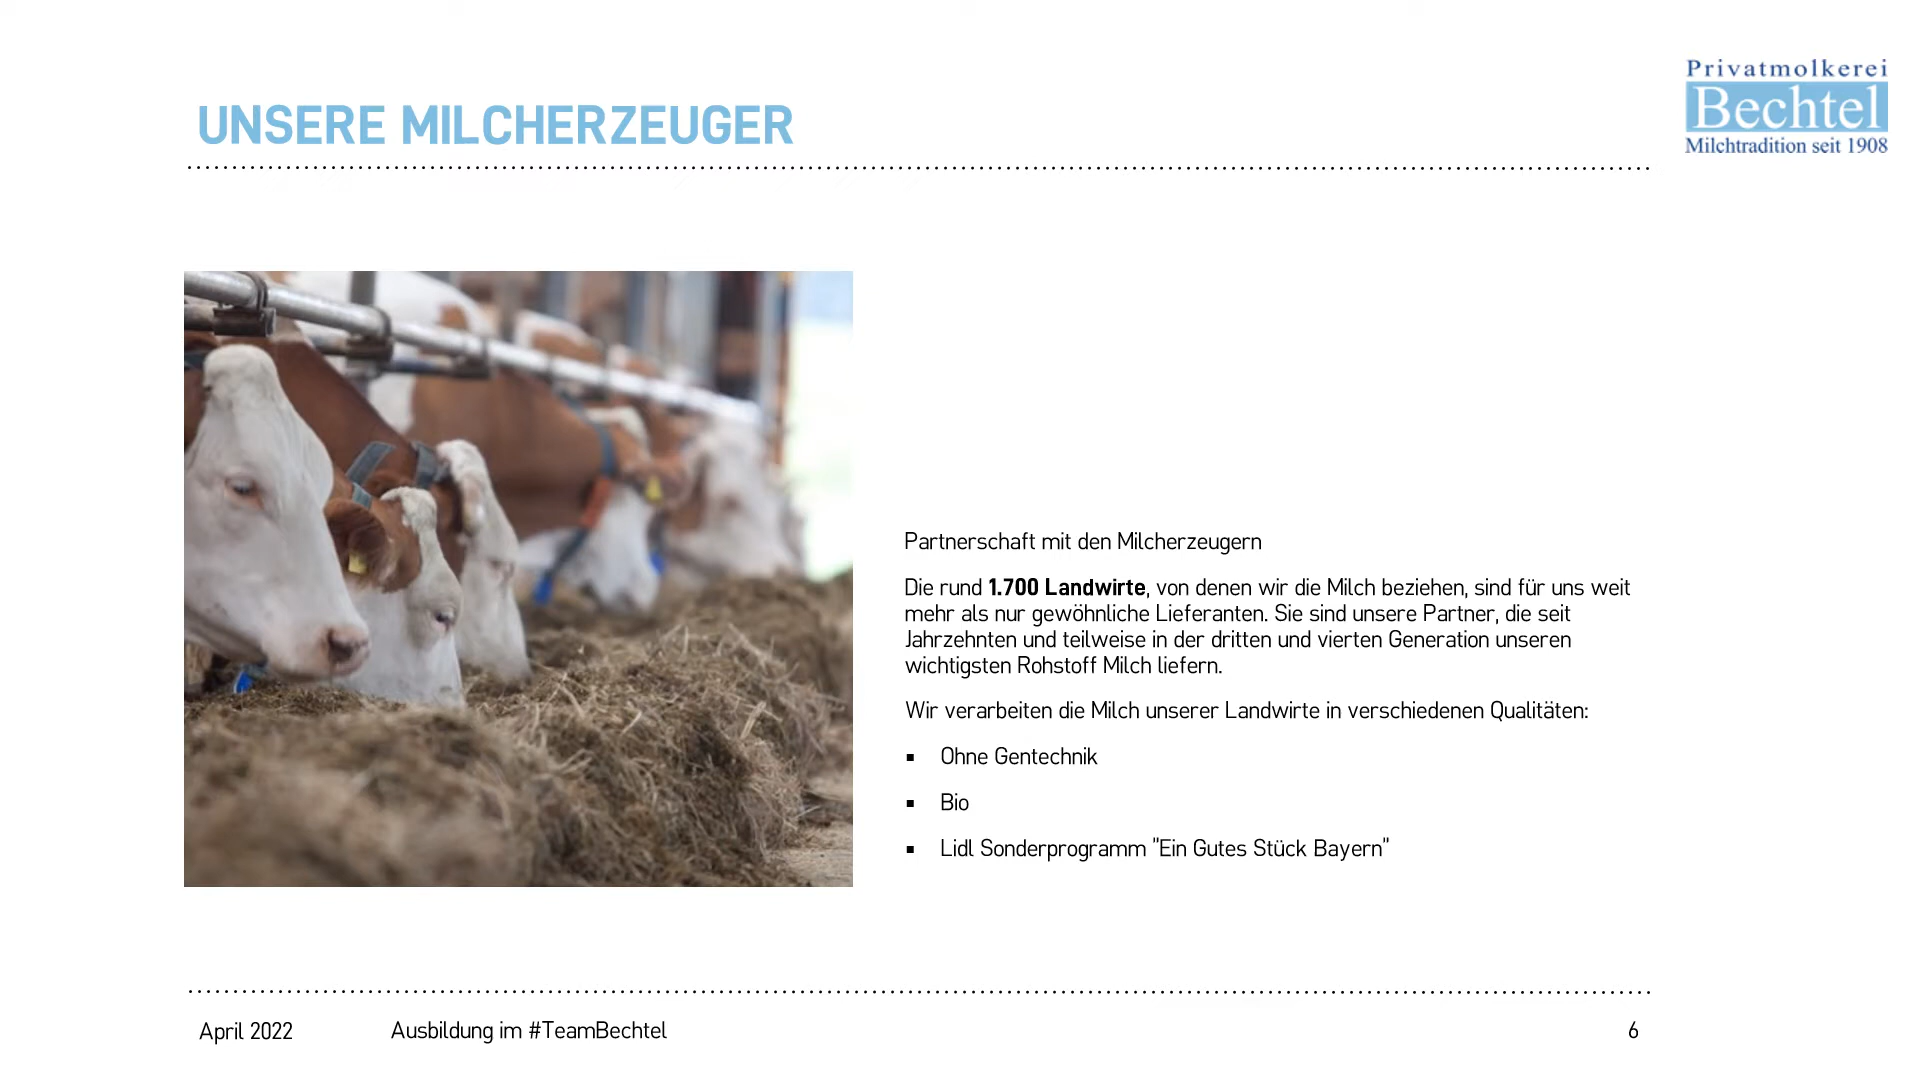 UNSERE MILCHERZEUGER
Privatmolkerei
Bechtel
Milchtradition seit 1908
Partnerschaft mit den Milcherzeugern
Die rund 1.700 Landwirte, von denen wir die Milch beziehen, sind für uns weit
mehr als nur gewöhnliche Lieferanten. Sie sind unsere Partner, die seit
Jahrzehnten und teilweise in der dritten und vierten Generation unseren
wichtigsten Rohstoff Milch liefern.
Wir verarbeiten die Milch unserer Landwirte in verschiedenen Qualitäten:
▪ Ohne Gentechnik
▪ Bio
▪ Lidl Sonderprogramm "Ein Gutes Stück Bayern"
April 2022 Ausbildung im #TeamBechtel 6